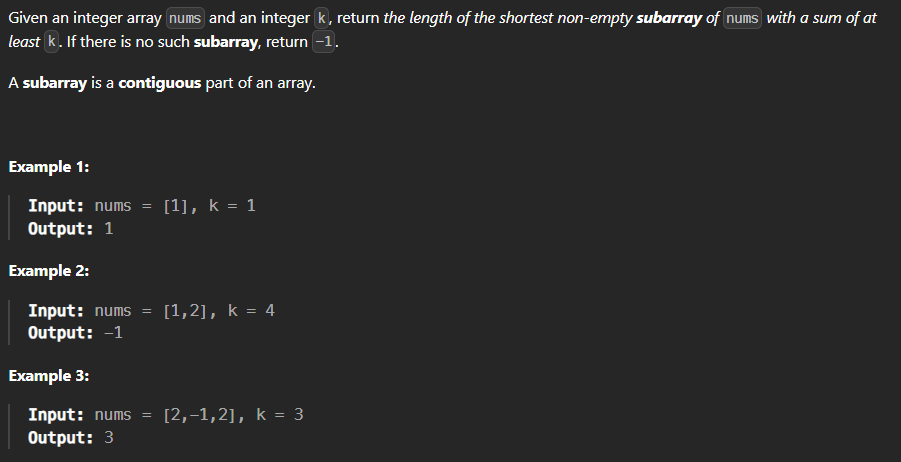 Given an integer array nums and an integer k, return the length of the shortest non-empty subarray of nums with a sum of at
least k. If there is no such subarray, return -1.
A subarray is a contiguous part of an array.
Example 1:
Input: nums = [1], k = 1
Output: 1
Example 2:
Input: nums = [1,2], k = 4
Output: -1
Example 3:
Input: nums = [2,-1,2], k = 3
Output: 3